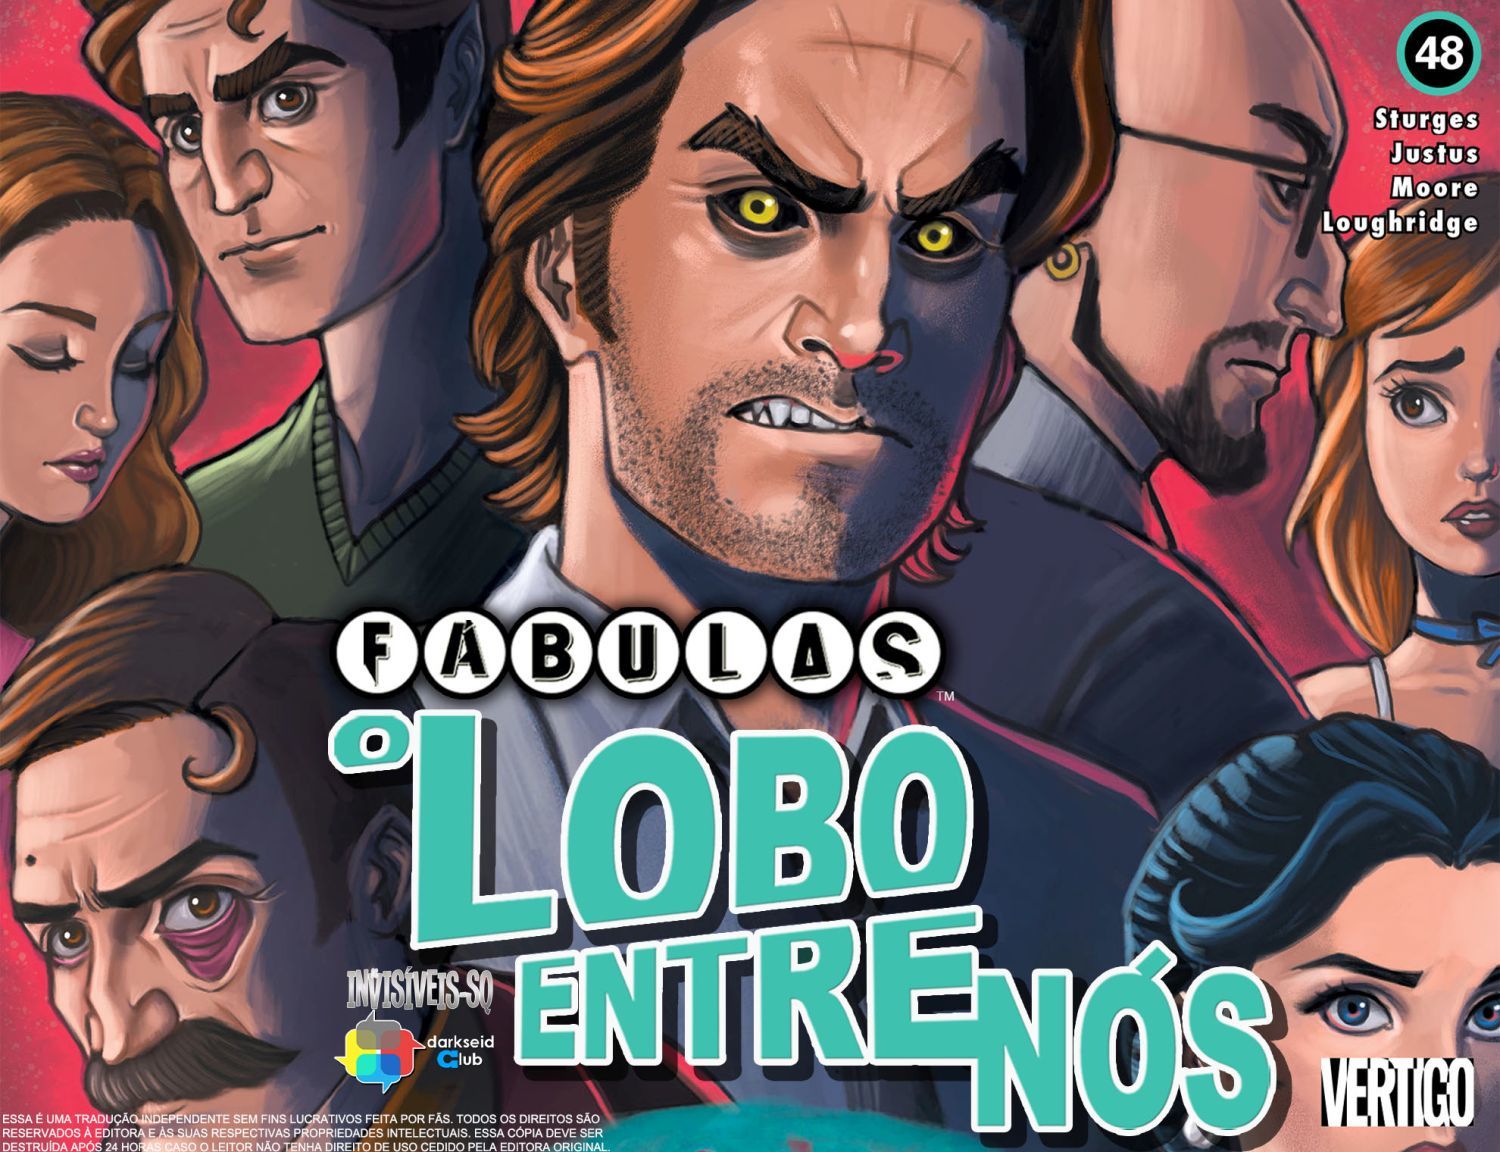 48
Sturges
Justus
Moore
Loughridge
FÁBULAS
TM
O LOBO
ENTRE NÓS
INVISÍVEIS-SQ
darkseid
Club
VERTIGO
ESSA É UMA TRADUÇÃO INDEPENDENTE SEM FINS LUCRATIVOS FEITA POR FÃS. TODOS OS DIREITOS SÃO
RESERVADOS À EDITORA E ÀS SUAS RESPECTIVAS PROPRIEDADES INTELECTUAIS. ESSA CÓPIA DEVE SER
DESTRUÍDA APÓS 24 HORAS CASO O LEITOR NÃO TENHA DIREITO DE USO CEDIDO PELA EDITORA ORIGINAL.